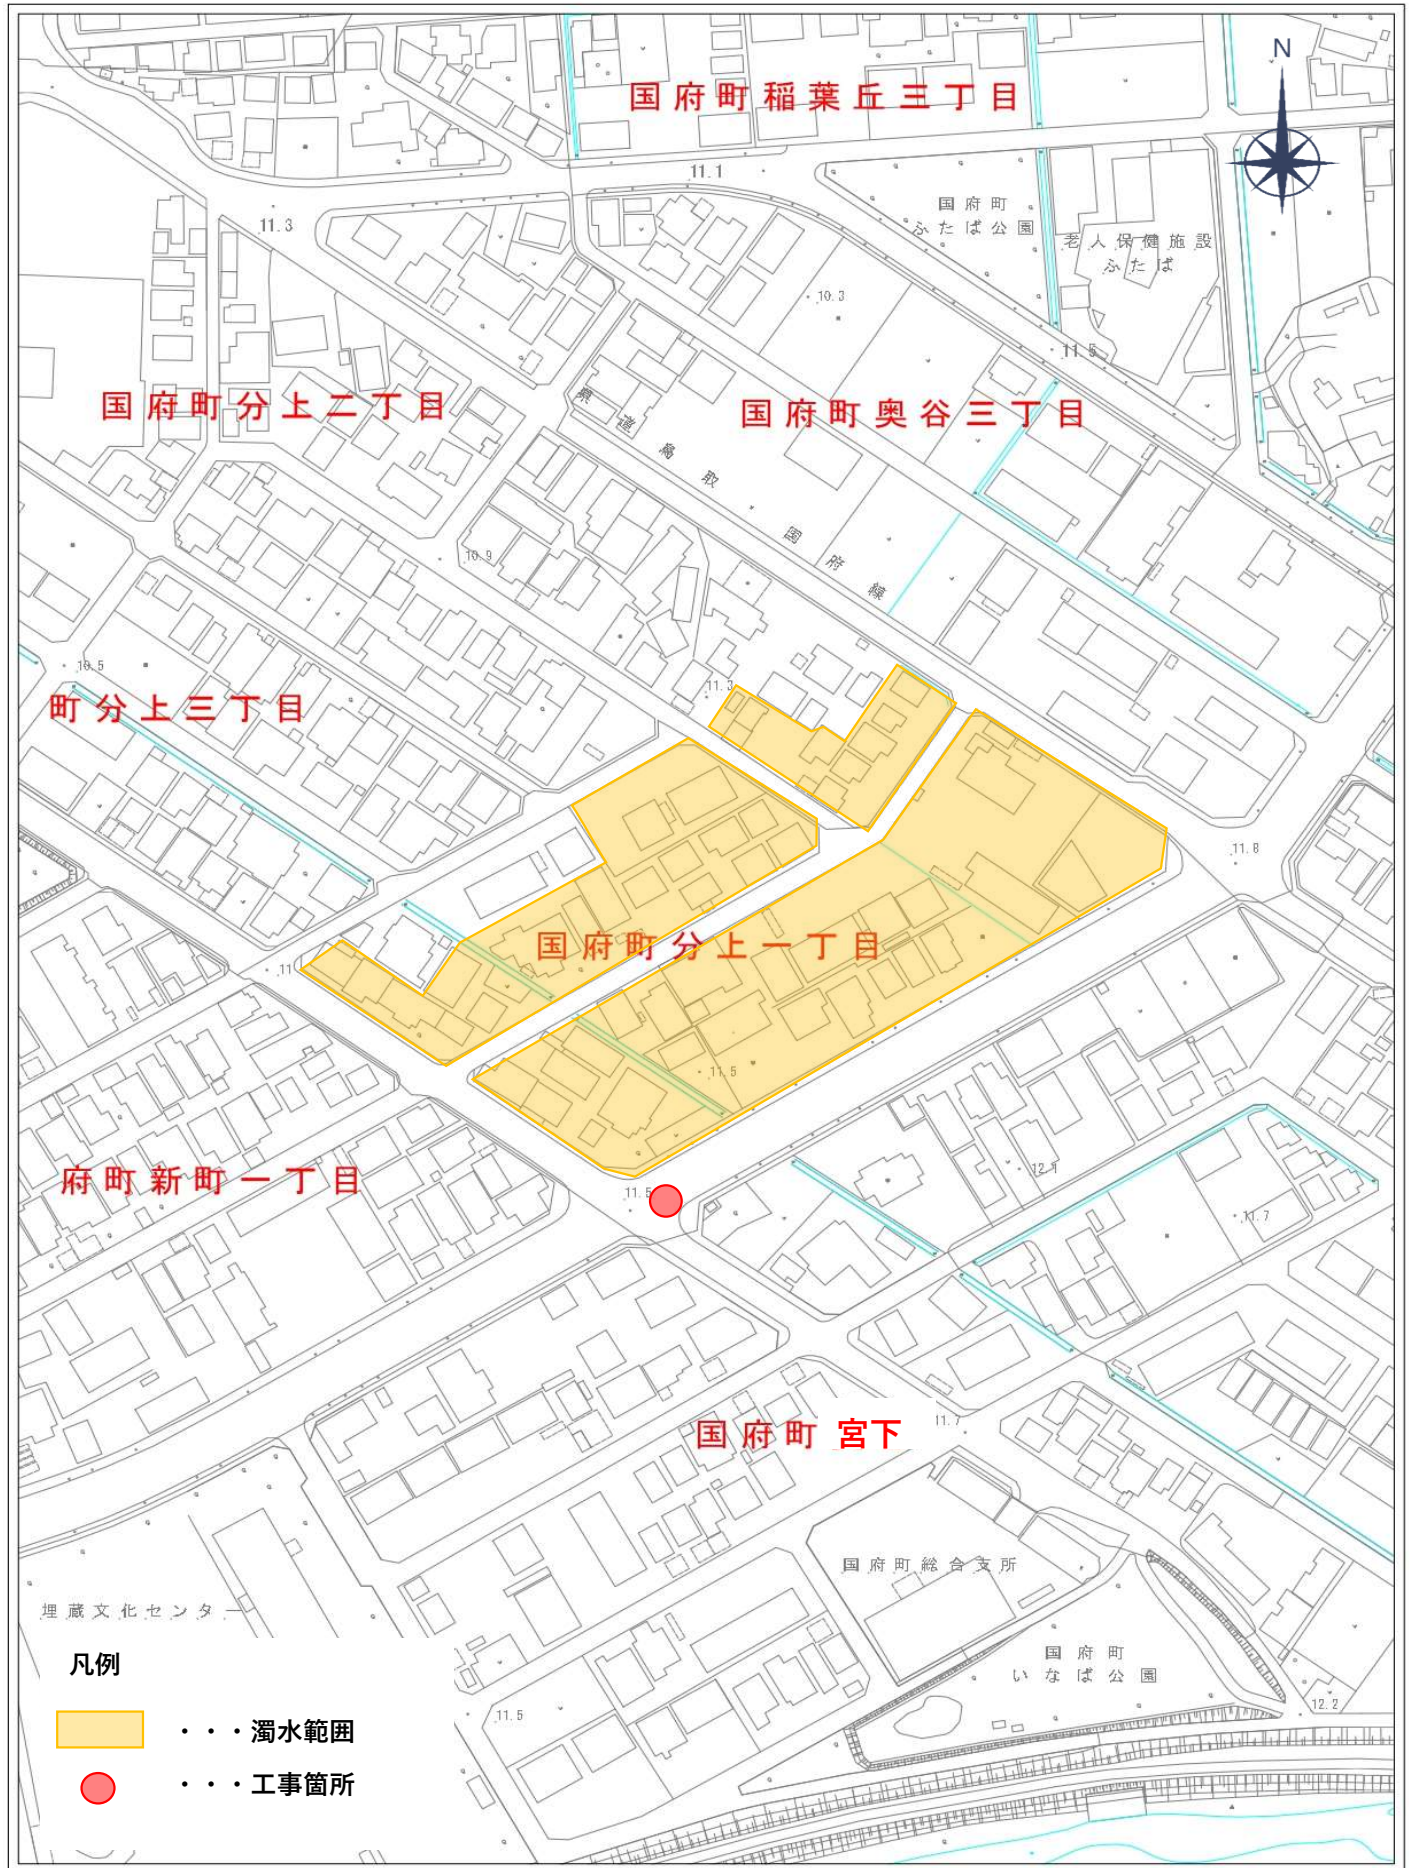 N
国府町稲葉丘三丁目
11.1
国府町
ふたば公園
11.3
老人保健施設
ふたば
10.3
11.5
国府町分上二丁目
国府町奥谷三丁目
県道鳥取国府線
10.9
10.5
11.3
町分上三丁目
11.8
国府町分上一丁目
11
11.5
12.1
府町新町一丁目
11.5
11.7
国府町 宮下
11.7
国府町総合支所
埋蔵文化センター
国府町
いなば公園
凡例
12.2
11.5
・・・濁水範囲
・・・工事箇所